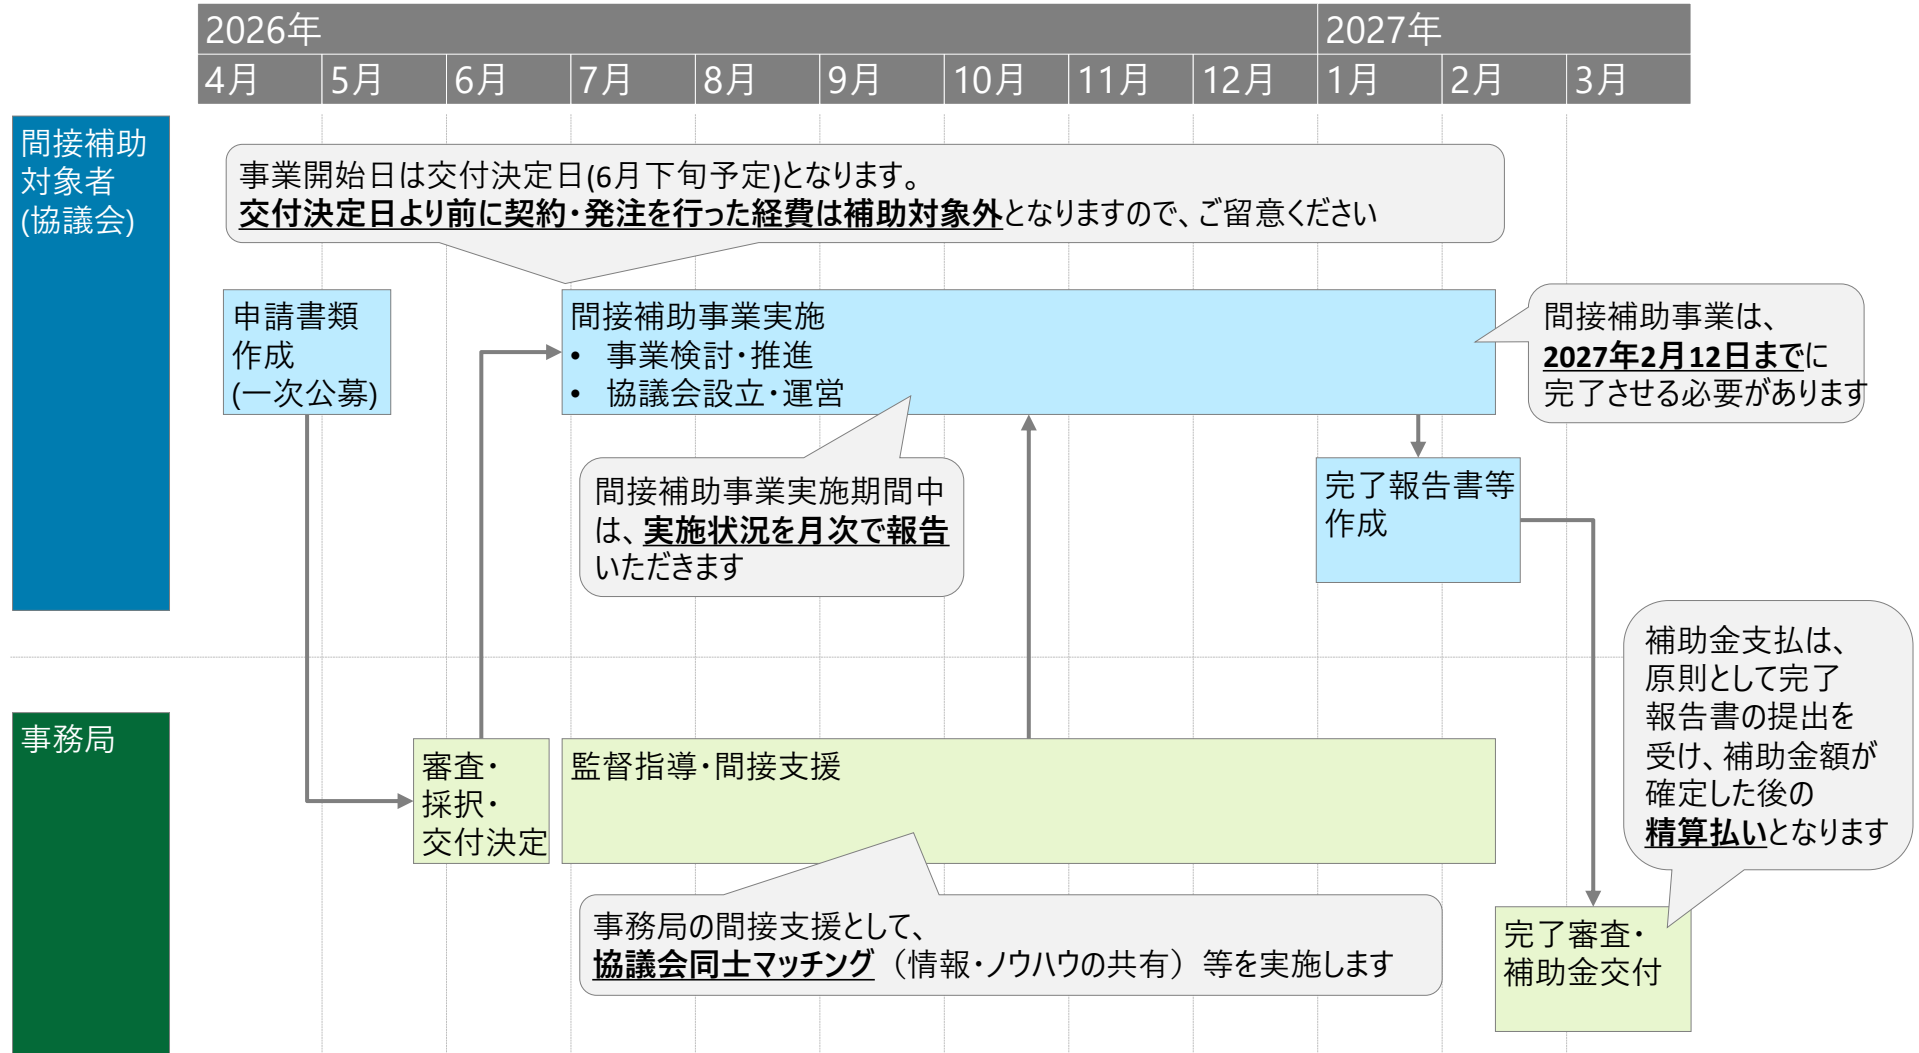 2026年
2027年
4月
5月
6月
7月
8月
9月
10月
11月
12月
1月
2月
3月
間接補助
対象者
(協議会)
事業開始日は交付決定日(6月下旬予定)となります。
交付決定日より前に契約・発注を行った経費は補助対象外となりますので、ご留意ください
申請書類
作成
(一次公募)
間接補助事業実施
• 事業検討・推進
• 協議会設立・運営
間接補助事業は、
2027年2月12日までに
完了させる必要があります
間接補助事業実施期間中
は、実施状況を月次で報告
いただきます
完了報告書等
作成
補助金支払は、
原則として完了
報告書の提出を
受け、補助金額が
確定した後の
精算払いとなります
事務局
審査・
採択・
交付決定
監督指導・間接支援
事務局の間接支援として、
協議会同士マッチング（情報・ノウハウの共有）等を実施します
完了審査・
補助金交付